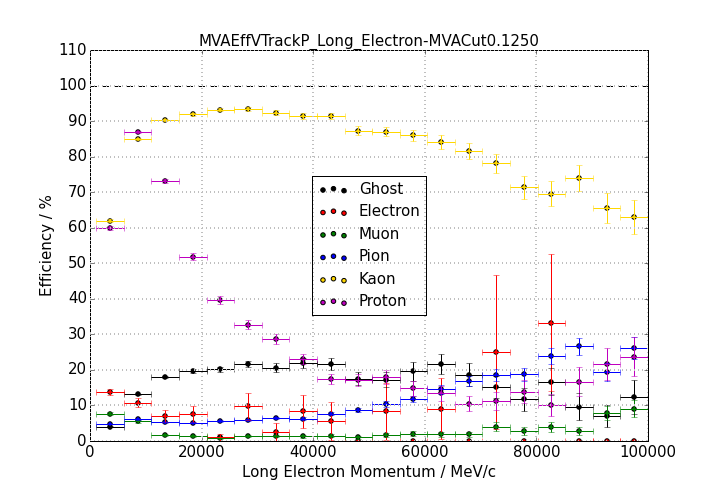 MVAEffVTrackP_Long_Electron-MVACut0.1250
110
100
90
80
70
60
50
40
30
20
10
0
Efficiency / %
Ghost
Electron
Muon
Pion
Kaon
Proton
0 20000 40000 60000 80000 100000
Long Electron Momentum / MeV/c